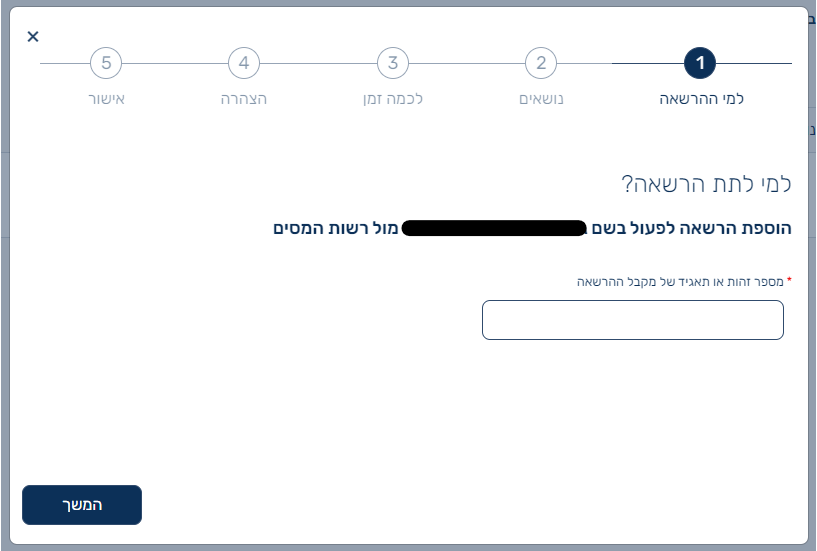 ×
1 2 3 4 5
למי ההרשאה נושאים לכמה זמן הצהרה אישור
למי לתת הרשאה?
הוספת הרשאה לפעול בשם מול רשות המסים
* מספר זהות או תאגיד של מקבל ההרשאה
המשך